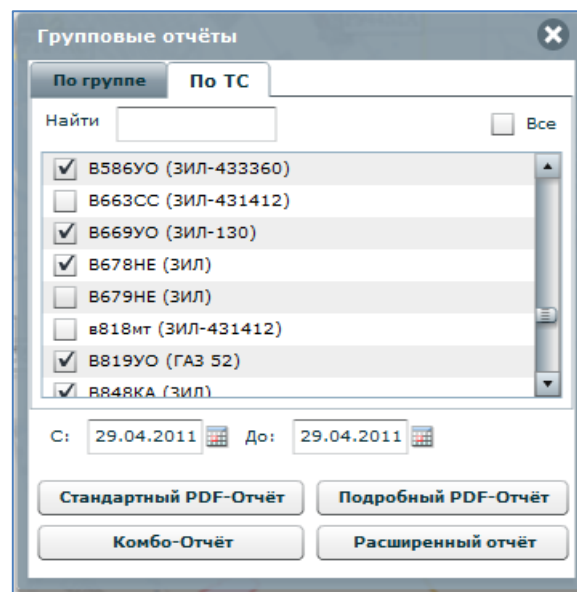 Групповые отчёты
По группе По ТС
Найти Все
В586УО (ЗИЛ-433360)
В663СС (ЗИЛ-431412)
В669УО (ЗИЛ-130)
В678НЕ (ЗИЛ)
В679НЕ (ЗИЛ)
в818мт (ЗИЛ-431412)
В819УО (ГАЗ 52)
В848КА (ЗИЛ)
С: 29.04.2011 До: 29.04.2011
Стандартный PDF-Отчёт Подробный PDF-Отчёт
Комбо-Отчёт Расширенный отчёт